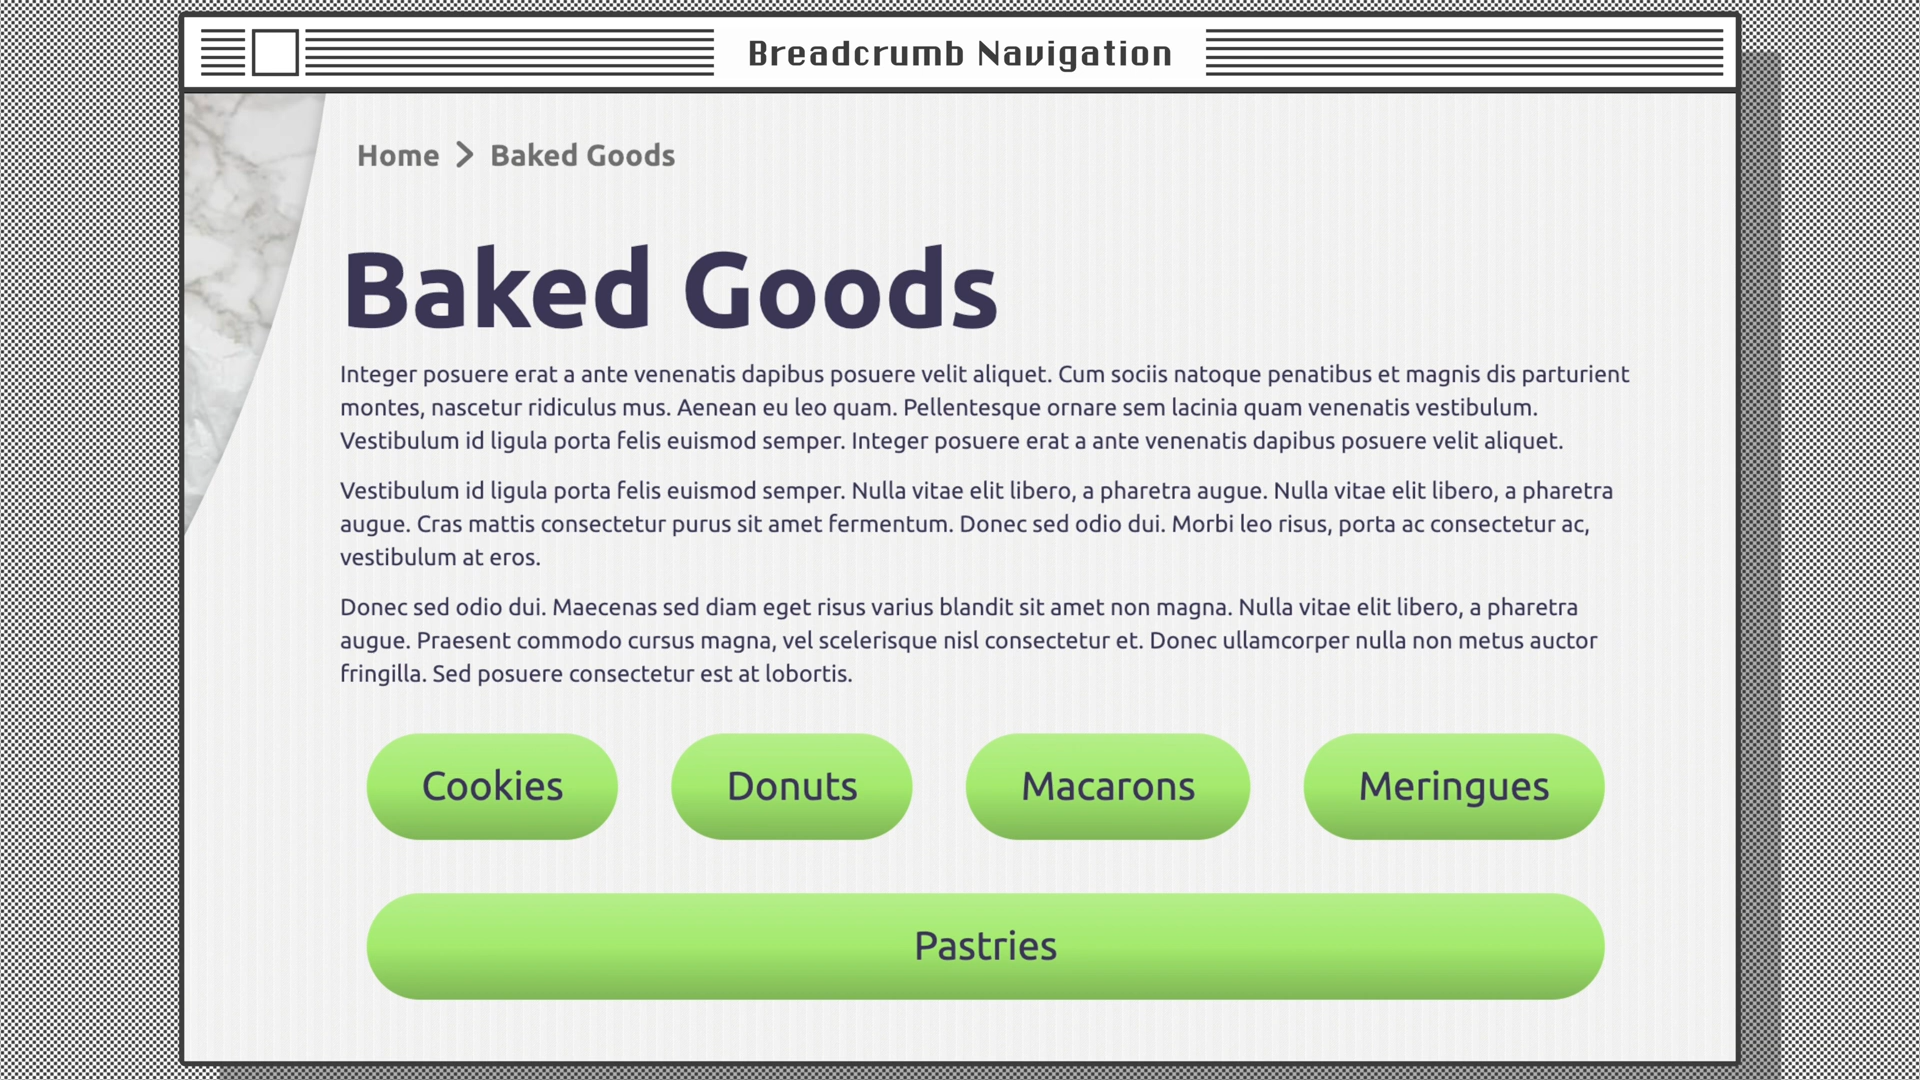 Breadcrumb Navigation
Home > Baked Goods
Baked Goods
Integer posuere erat a ante venenatis dapibus posuere velit aliquet. Cum sociis natoque penatibus et magnis dis parturient
montes, nascetur ridiculus mus. Aenean eu leo quam. Pellentesque ornare sem lacinia quam venenatis vestibulum.
Vestibulum id ligula porta felis euismod semper. Integer posuere erat a ante venenatis dapibus posuere velit aliquet.
Vestibulum id ligula porta felis euismod semper. Nulla vitae elit libero, a pharetra augue. Nulla vitae elit libero, a pharetra
augue. Cras mattis consectetur purus sit amet fermentum. Donec sed odio dui. Morbi leo risus, porta ac consectetur ac,
vestibulum at eros.
Donec sed odio dui. Maecenas sed diam eget risus varius blandit sit amet non magna. Nulla vitae elit libero, a pharetra
augue. Praesent commodo cursus magna, vel scelerisque nisl consectetur et. Donec ullamcorper nulla non metus auctor
fringilla. Sed posuere consectetur est at lobortis.
Cookies Donuts Macarons Meringues
Pastries